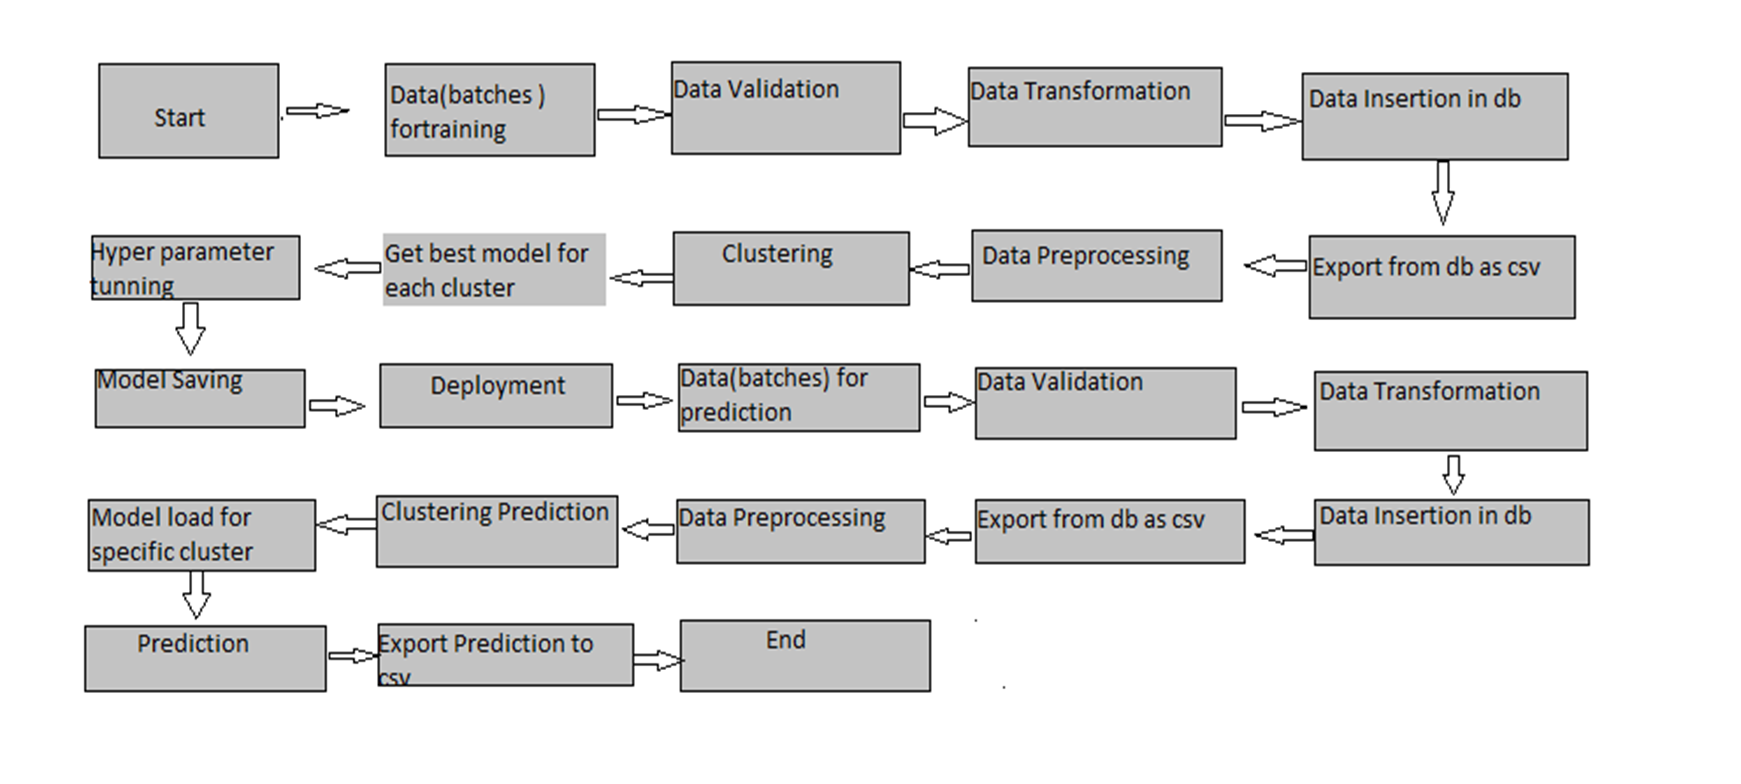 Start
Data(batches )
fortraining
Data Validation
Data Transformation
Data Insertion in db
Export from db as csv
Data Preprocessing
Clustering
Get best model for
each cluster
Hyper parameter
tunning
Model Saving
Deployment
Data(batches) for
prediction
Data Validation
Data Transformation
Data Insertion in db
Export from db as csv
Data Preprocessing
Clustering Prediction
Model load for
specific cluster
Prediction
Export Prediction to
csv
End